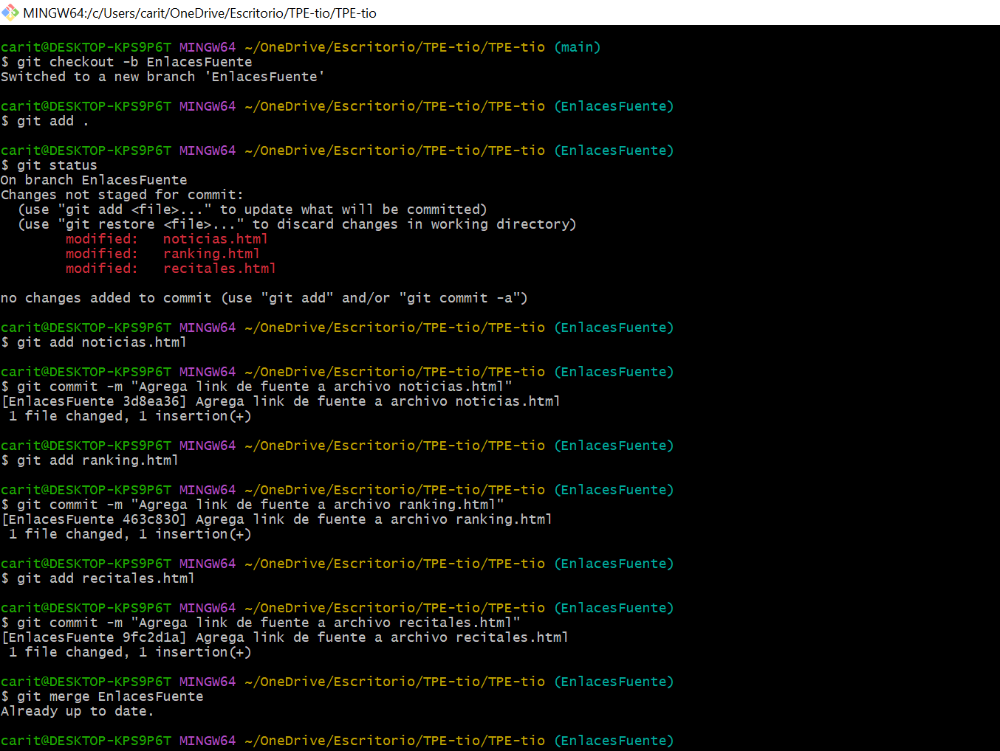 MINGW64:/c/Users/carit/OneDrive/Escritorio/TPE-tio/TPE-tio
carit@DESKTOP-KPS9P6T MINGW64 ~/OneDrive/Escritorio/TPE-tio/TPE-tio (main)
$ git checkout -b EnlacesFuente
Switched to a new branch 'EnlacesFuente'
carit@DESKTOP-KPS9P6T MINGW64 ~/OneDrive/Escritorio/TPE-tio/TPE-tio (EnlacesFuente)
$ git add .
carit@DESKTOP-KPS9P6T MINGW64 ~/OneDrive/Escritorio/TPE-tio/TPE-tio (EnlacesFuente)
$ git status
On branch EnlacesFuente
Changes not staged for commit:
  (use "git add <file>..." to update what will be committed)
  (use "git restore <file>..." to discard changes in working directory)
        modified:   noticias.html
        modified:   ranking.html
        modified:   recitales.html
no changes added to commit (use "git add" and/or "git commit -a")
carit@DESKTOP-KPS9P6T MINGW64 ~/OneDrive/Escritorio/TPE-tio/TPE-tio (EnlacesFuente)
$ git add noticias.html
carit@DESKTOP-KPS9P6T MINGW64 ~/OneDrive/Escritorio/TPE-tio/TPE-tio (EnlacesFuente)
$ git commit -m "Agrega link de fuente a archivo noticias.html"
[EnlacesFuente 3d8ea36] Agrega link de fuente a archivo noticias.html
 1 file changed, 1 insertion(+)
carit@DESKTOP-KPS9P6T MINGW64 ~/OneDrive/Escritorio/TPE-tio/TPE-tio (EnlacesFuente)
$ git add ranking.html
carit@DESKTOP-KPS9P6T MINGW64 ~/OneDrive/Escritorio/TPE-tio/TPE-tio (EnlacesFuente)
$ git commit -m "Agrega link de fuente a archivo ranking.html"
[EnlacesFuente 463c830] Agrega link de fuente a archivo ranking.html
 1 file changed, 1 insertion(+)
carit@DESKTOP-KPS9P6T MINGW64 ~/OneDrive/Escritorio/TPE-tio/TPE-tio (EnlacesFuente)
$ git add recitales.html
carit@DESKTOP-KPS9P6T MINGW64 ~/OneDrive/Escritorio/TPE-tio/TPE-tio (EnlacesFuente)
$ git commit -m "Agrega link de fuente a archivo recitales.html"
[EnlacesFuente 9fc2d1a] Agrega link de fuente a archivo recitales.html
 1 file changed, 1 insertion(+)
carit@DESKTOP-KPS9P6T MINGW64 ~/OneDrive/Escritorio/TPE-tio/TPE-tio (EnlacesFuente)
$ git merge EnlacesFuente
Already up to date.
carit@DESKTOP-KPS9P6T MINGW64 ~/OneDrive/Escritorio/TPE-tio/TPE-tio (EnlacesFuente)